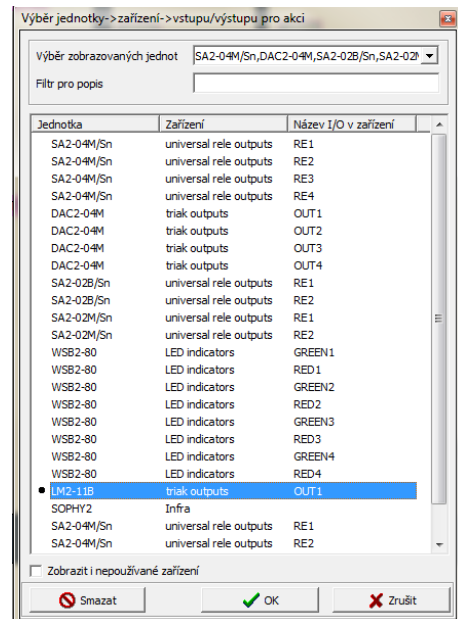 Výběr jednotky->zařízení->vstupu/výstupu pro akci
Výběr zobrazovaných jednot SA2-04M/Sn,DAC2-04M,SA2-02B/Sn,SA2-02
Filtr pro popis
Jednotka Zařízení Název I/O v zařízení
SA2-04M/Sn universal rele outputs RE1
SA2-04M/Sn universal rele outputs RE2
SA2-04M/Sn universal rele outputs RE3
SA2-04M/Sn universal rele outputs RE4
DAC2-04M triak outputs OUT1
DAC2-04M triak outputs OUT2
DAC2-04M triak outputs OUT3
DAC2-04M triak outputs OUT4
SA2-02B/Sn universal rele outputs RE1
SA2-02B/Sn universal rele outputs RE2
SA2-02M/Sn universal rele outputs RE1
SA2-02M/Sn universal rele outputs RE2
WSB2-80 LED indicators GREEN1
WSB2-80 LED indicators RED1
WSB2-80 LED indicators GREEN2
WSB2-80 LED indicators RED2
WSB2-80 LED indicators GREEN3
WSB2-80 LED indicators RED3
WSB2-80 LED indicators GREEN4
WSB2-80 LED indicators RED4
LM2-11B triak outputs OUT1
SOPHY2 Infra
SA2-04M/Sn universal rele outputs RE1
SA2-04M/Sn universal rele outputs RE2
Zobrazit i nepoužívané zařízení
Smazat OK Zrušit